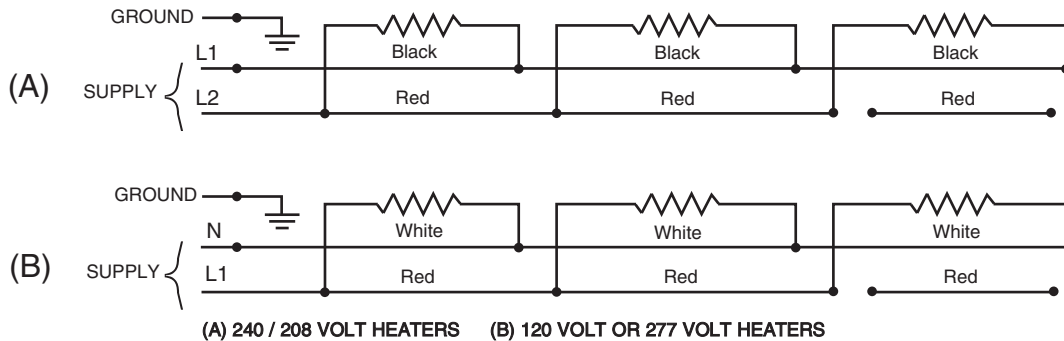 GROUND
L1 Black Black Black
(A) SUPPLY
L2 Red Red Red
GROUND
N White White White
(B) SUPPLY
L1 Red Red Red
(A) 240 / 208 VOLT HEATERS (B) 120 VOLT OR 277 VOLT HEATERS